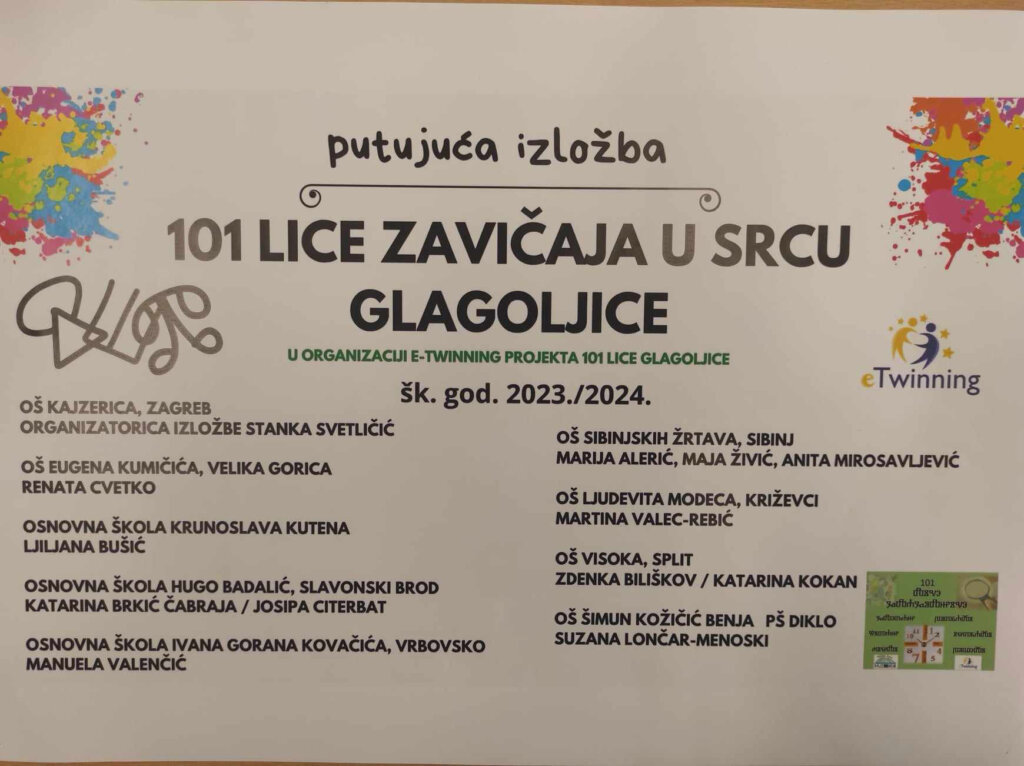 putujuća izložba
101 LICE ZAVIČAJA U SRCU
GLAGOLJICE
U ORGANIZACIJI E-TWINNING PROJEKTA 101 LICE GLAGOLJICE
šk. god. 2023./2024.
eTwinning
OŠ KAJZERICA, ZAGREB
ORGANIZATORICA IZLOŽBE STANKA SVETLIČIĆ
OŠ EUGENA KUMIČIĆA, VELIKA GORICA
RENATA CVETKO
OSNOVNA ŠKOLA KRUNOSLAVA KUTENA
LJILJANA BUŠIĆ
OSNOVNA ŠKOLA HUGO BADALIĆ, SLAVONSKI BROD
KATARINA BRKIĆ ČABRAJA / JOSIPA CITERBAT
OSNOVNA ŠKOLA IVANA GORANA KOVAČIĆA, VRBOVSKO
MANUELA VALENČIĆ
OŠ SIBINJSKIH ŽRTAVA, SIBINJ
MARIJA ALERIĆ, MAJA ŽIVIĆ, ANITA MIROSAVLJEVIĆ
OŠ LJUDEVITA MODECA, KRIŽEVCI
MARTINA VALEC-REBIĆ
OŠ VISOKA, SPLIT
ZDENKA BILIŠKOV / KATARINA KOKAN
OŠ ŠIMUN KOŽIČIĆ BENJA PŠ DIKLO
SUZANA LONČAR-MENOSKI
101